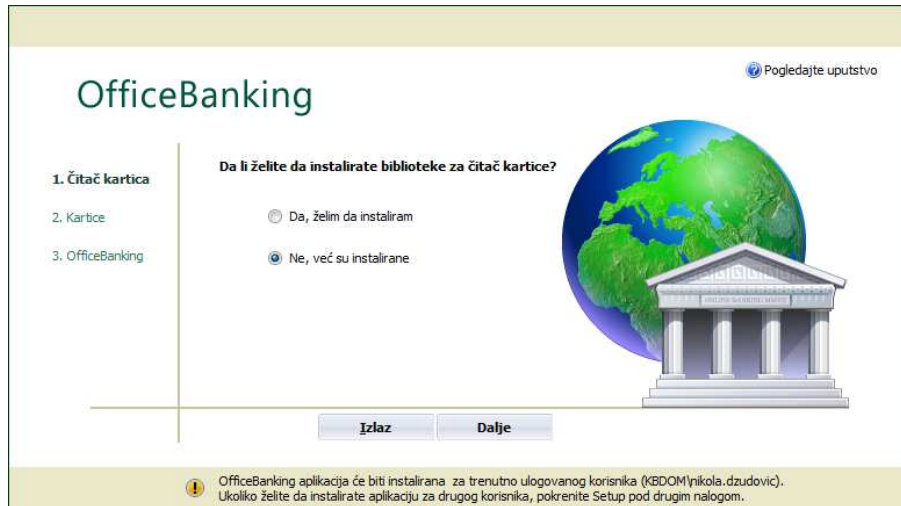 Pogledajte uputstvo
OfficeBanking
Da li želite da instalirate biblioteke za čitač kartice?
1. Čitač kartica
Da, želim da instaliram
2. Kartice
Ne, već su instalirane
3. OfficeBanking
Izlaz Dalje
OfficeBanking aplikacija će biti instalirana za trenutno ulogovanog korisnika (KBDOM\nikola.dzudovic).
Ukoliko želite da instalirate aplikaciju za drugog korisnika, pokrenite Setup pod drugim nalogom.